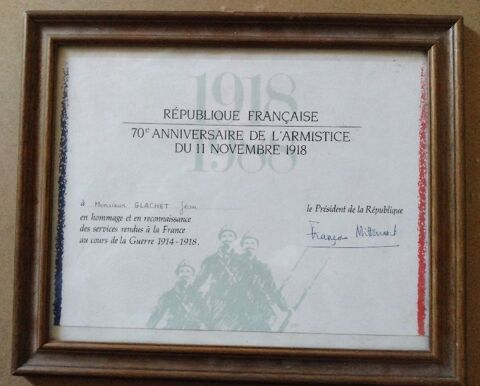 1918
RÉPUBLIQUE FRANÇAISE
70e ANNIVERSAIRE DE L'ARMISTICE
DU 11 NOVEMBRE 1918
1988
à Monsieur GLACHET Jean
en hommage et en reconnaissance
des services rendus à la France
au cours de la Guerre 1914-1918.
le Président de la République
François Mitterrand